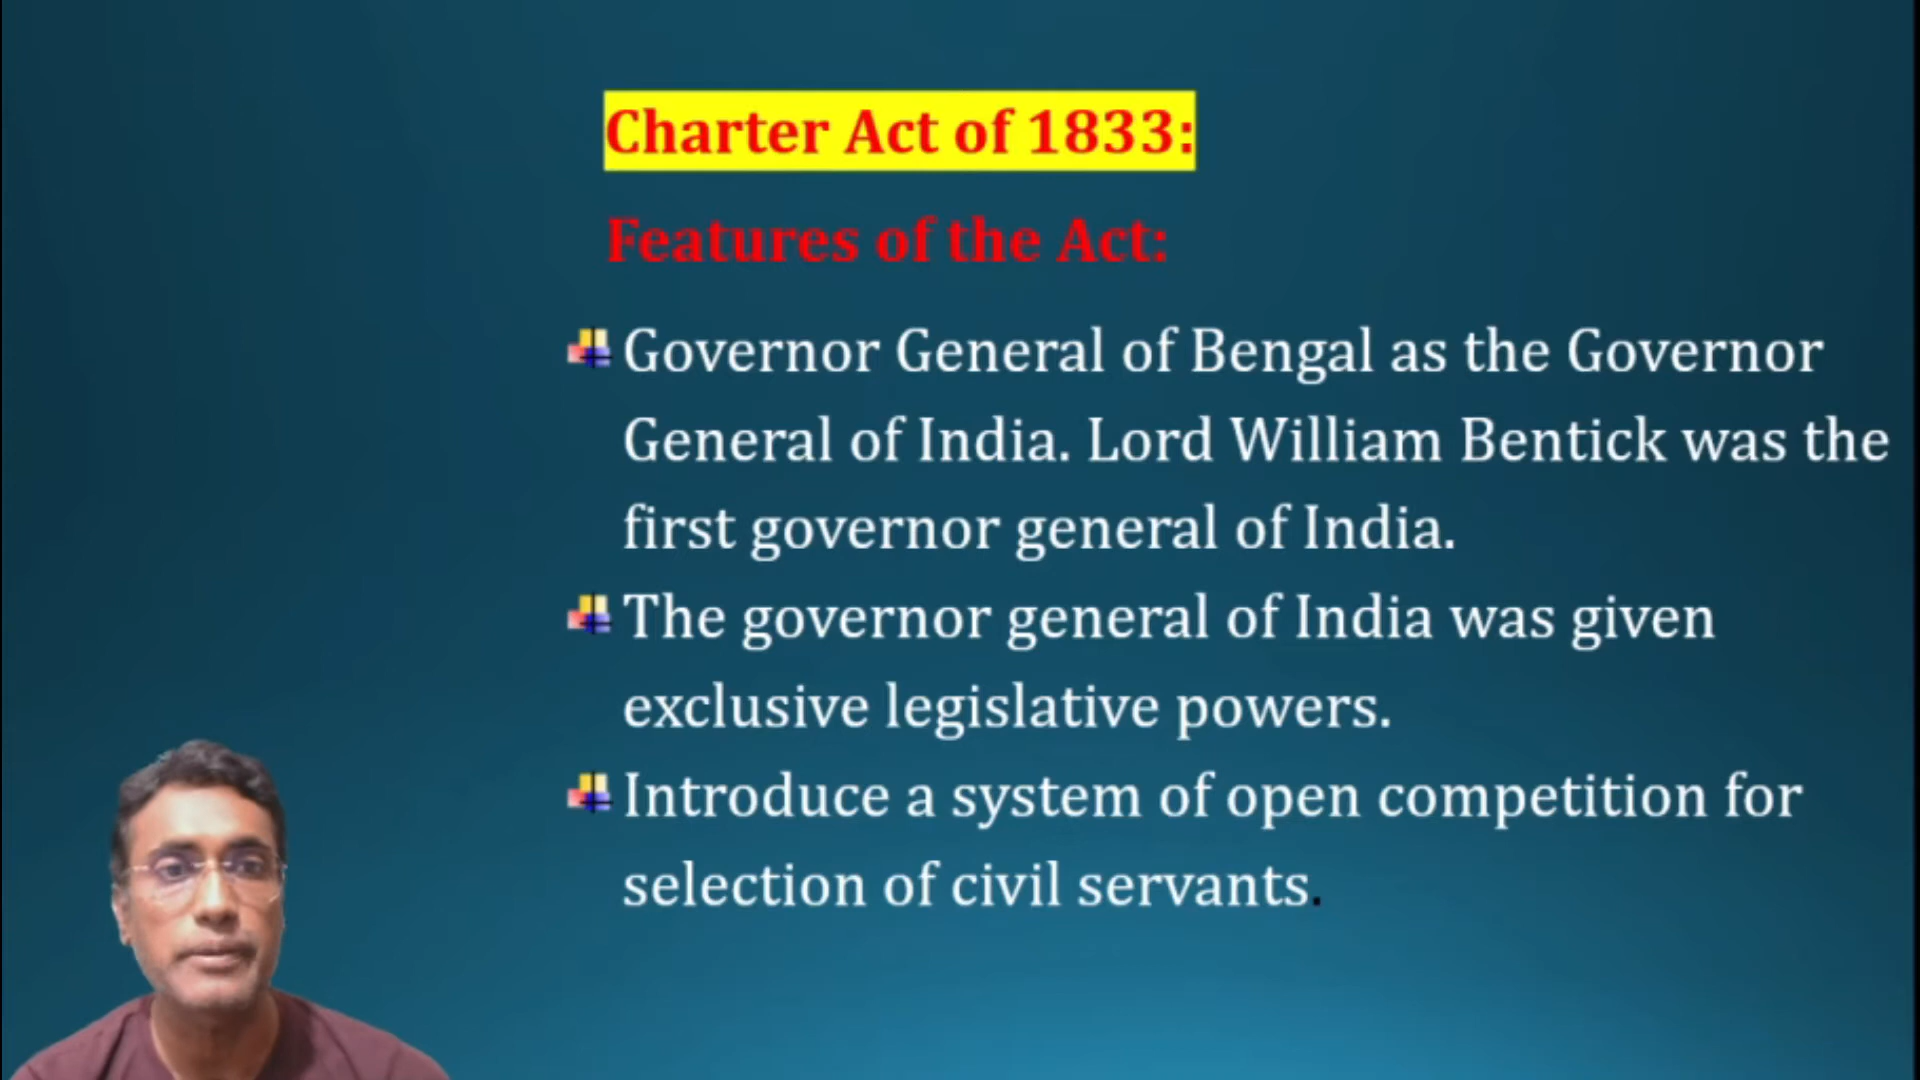 Charter Act of 1833:
Features of the Act:
Governor General of Bengal as the Governor
General of India. Lord William Bentick was the
first governor general of India.
The governor general of India was given
exclusive legislative powers.
Introduce a system of open competition for
selection of civil servants.